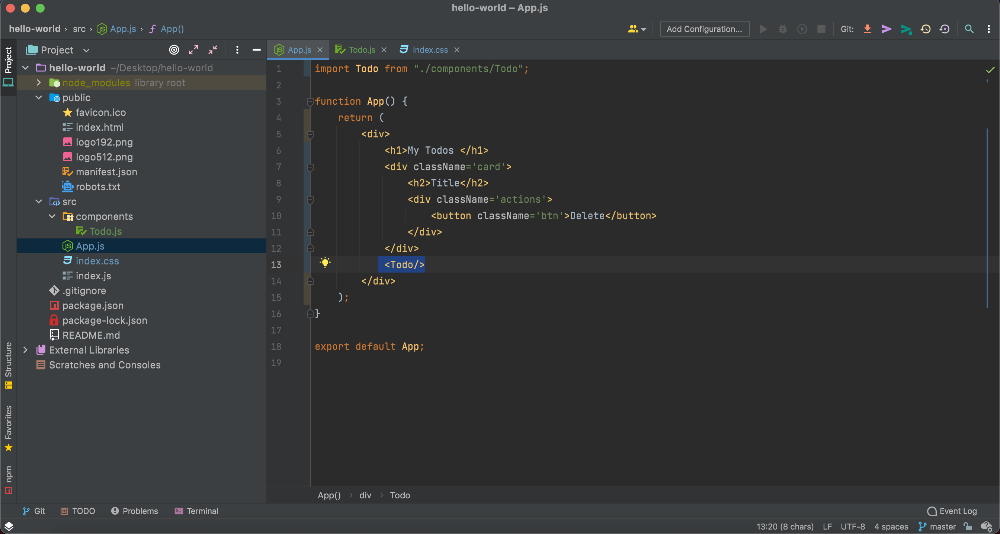 hello-world – App.js
hello-world › src › JS App.js › f App()
Add Configuration...
Git:
Project
Project
App.js
Todo.js
index.css
hello-world ~/Desktop/hello-world
node_modules library root
public
favicon.ico
index.html
logo192.png
logo512.png
manifest.json
robots.txt
src
components
Todo.js
JS App.js
index.css
index.js
.gitignore
package.json
package-lock.json
README.md
External Libraries
Scratches and Consoles
Structure
Favorites
npm
1 import Todo from "./components/Todo";
2
3 function App() {
4 return (
5 <div>
6 <h1>My Todos </h1>
7 <div className='card'>
8 <h2>Title</h2>
9 <div className='actions'>
10 <button className='btn'>Delete</button>
11 </div>
12 </div>
13 <Todo/>
14 </div>
15 );
16 }
17
18 export default App;
19
App() › div › Todo
Git
TODO
Problems
Terminal
Event Log
13:20 (8 chars) LF UTF-8 4 spaces master